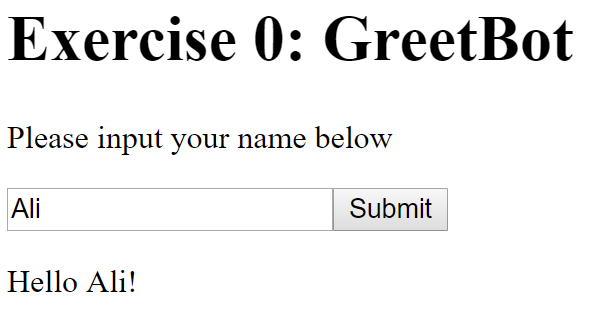 Exercise 0: GreetBot
Please input your name below
Ali Submit
Hello Ali!